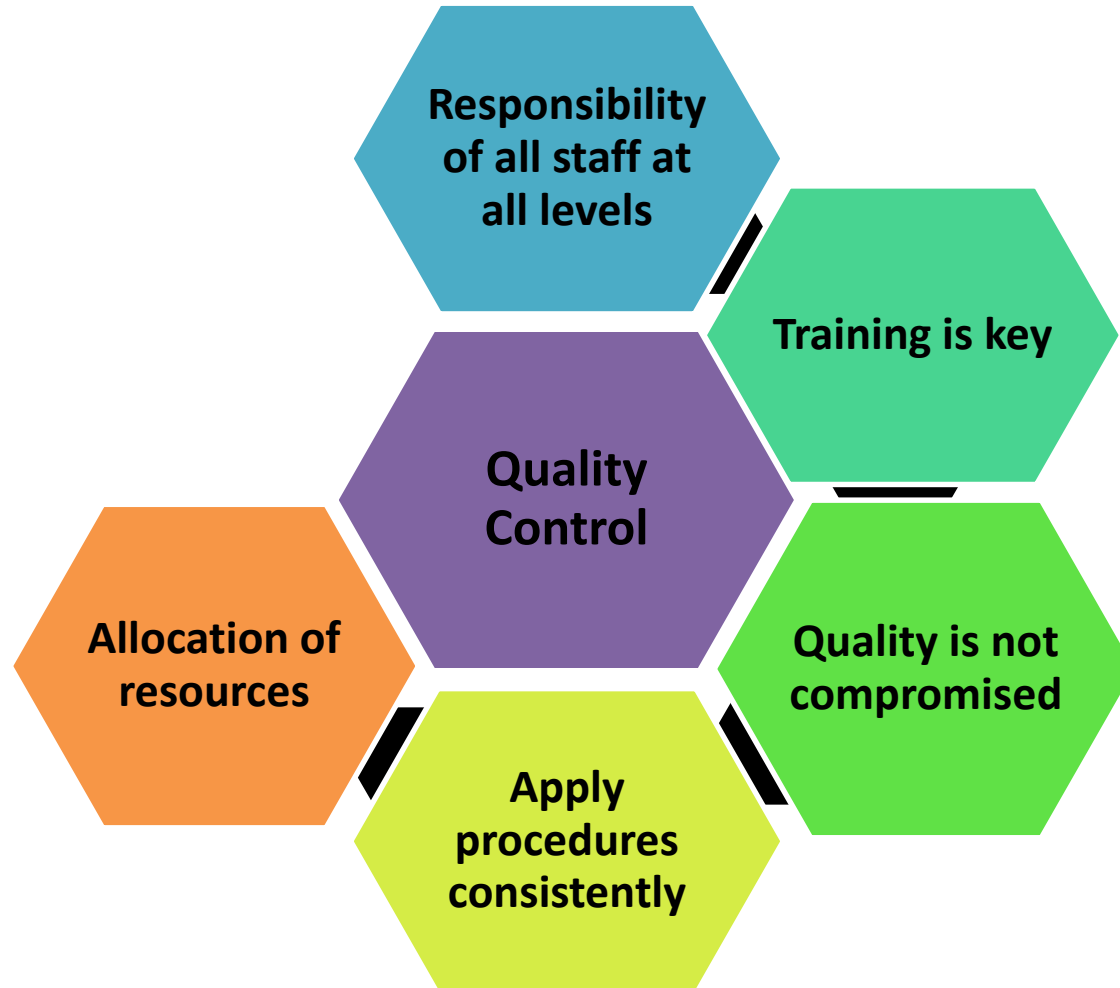 Responsibility
of all staff at
all levels
Training is key
Quality
Control
Quality is not
compromised
Apply
procedures
consistently
Allocation of
resources